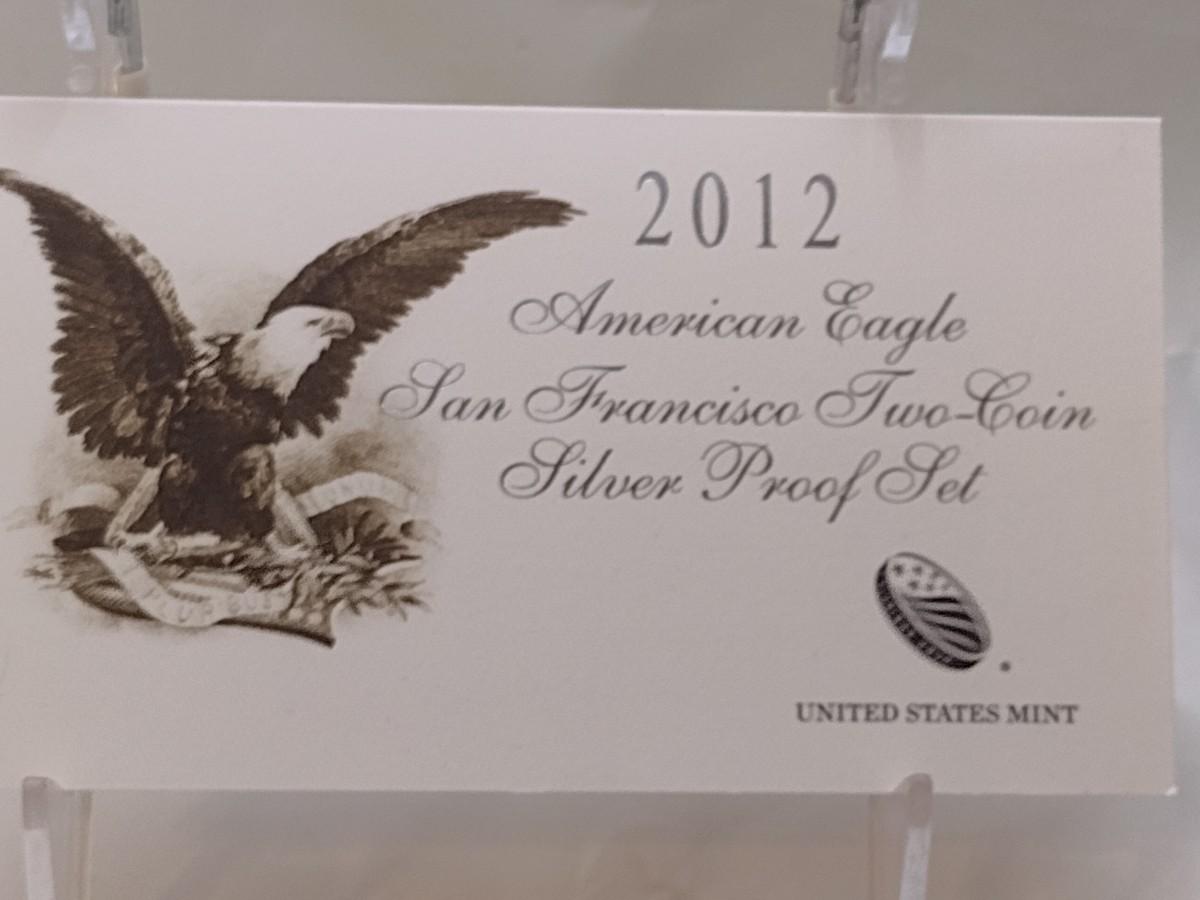 2012
American Eagle
San Francisco Two-Coin
Silver Proof Set
UNITED STATES MINT